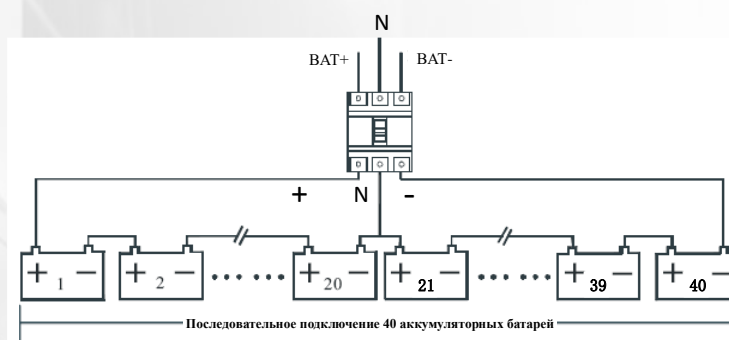 N
BAT+ BAT-
+ N -
+ 1 - + 2 - + 20 - + 21 - + 39 - + 40
Последовательное подключение 40 аккумуляторных батарей